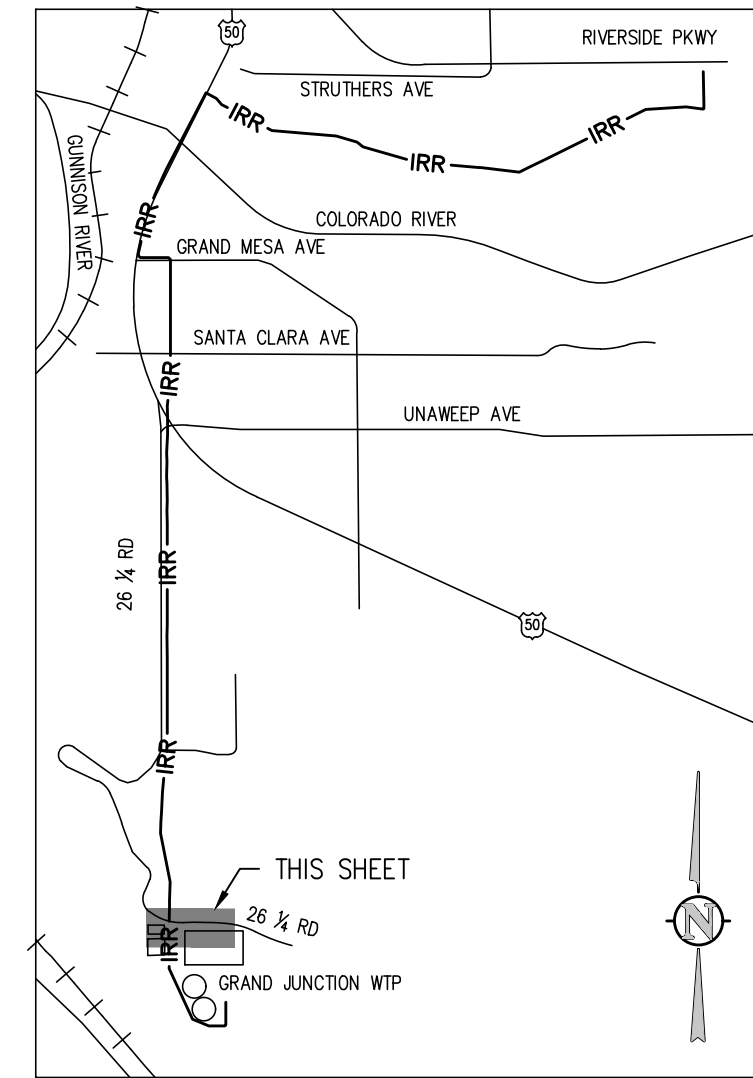 50
RIVERSIDE PKWY
STRUTHERS AVE
IRR
IRR
IRR
GUNNISON RIVER
IRR
COLORADO RIVER
GRAND MESA AVE
SANTA CLARA AVE
IRR
UNAWEEP AVE
26 ¼ RD
IRR
50
IRR
THIS SHEET
26 ¼ RD
IRR
N
GRAND JUNCTION WTP